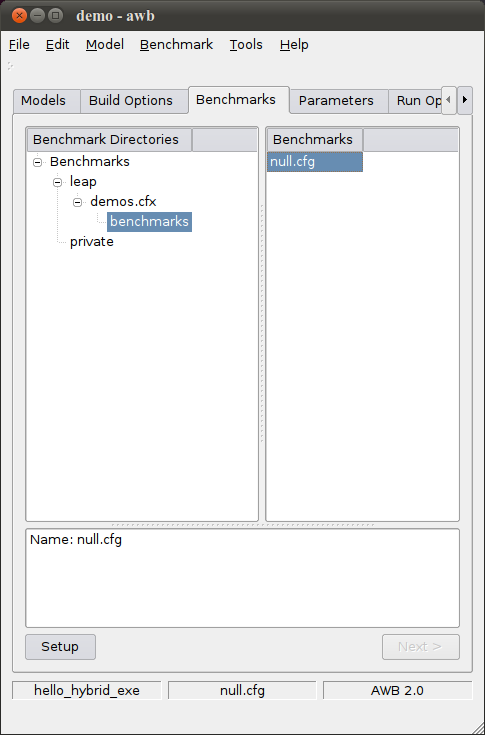 demo - awb
File Edit Model Benchmark Tools Help
Models Build Options Benchmarks Parameters Run Op
Benchmark Directories
Benchmarks
leap
demos.cfx
benchmarks
private
Benchmarks
null.cfg
Name: null.cfg
Setup Next >
hello_hybrid_exe null.cfg AWB 2.0